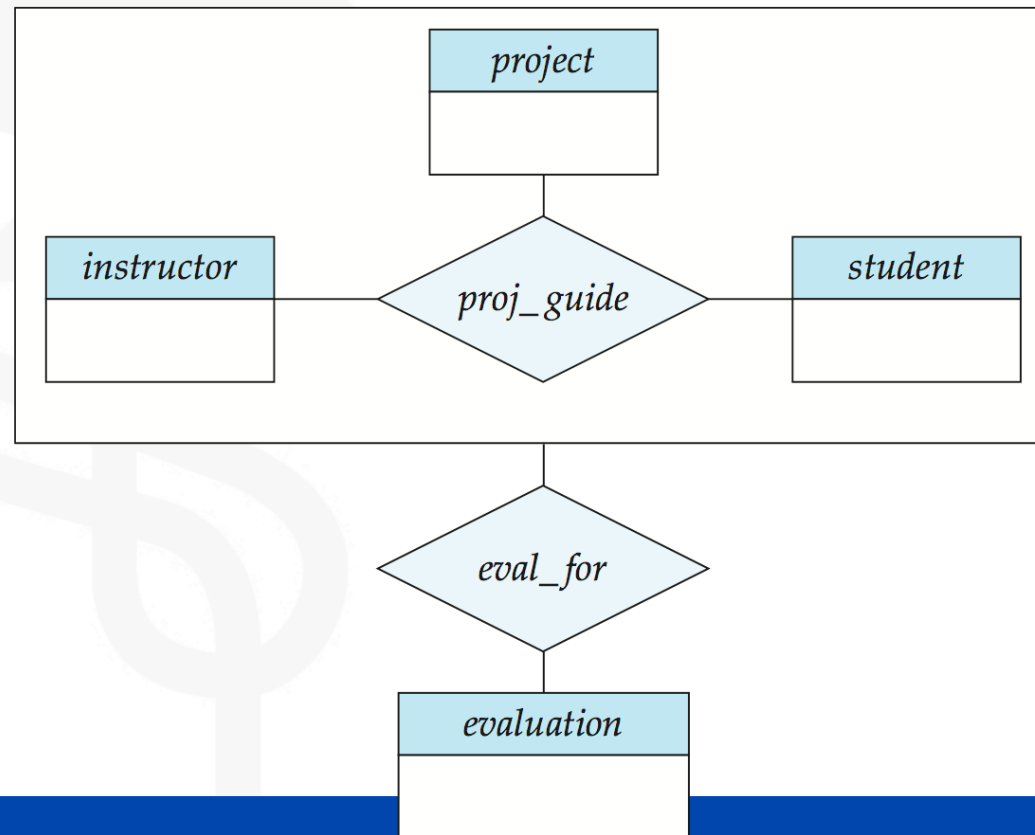 project
instructor
proj_guide
student
eval_for
evaluation